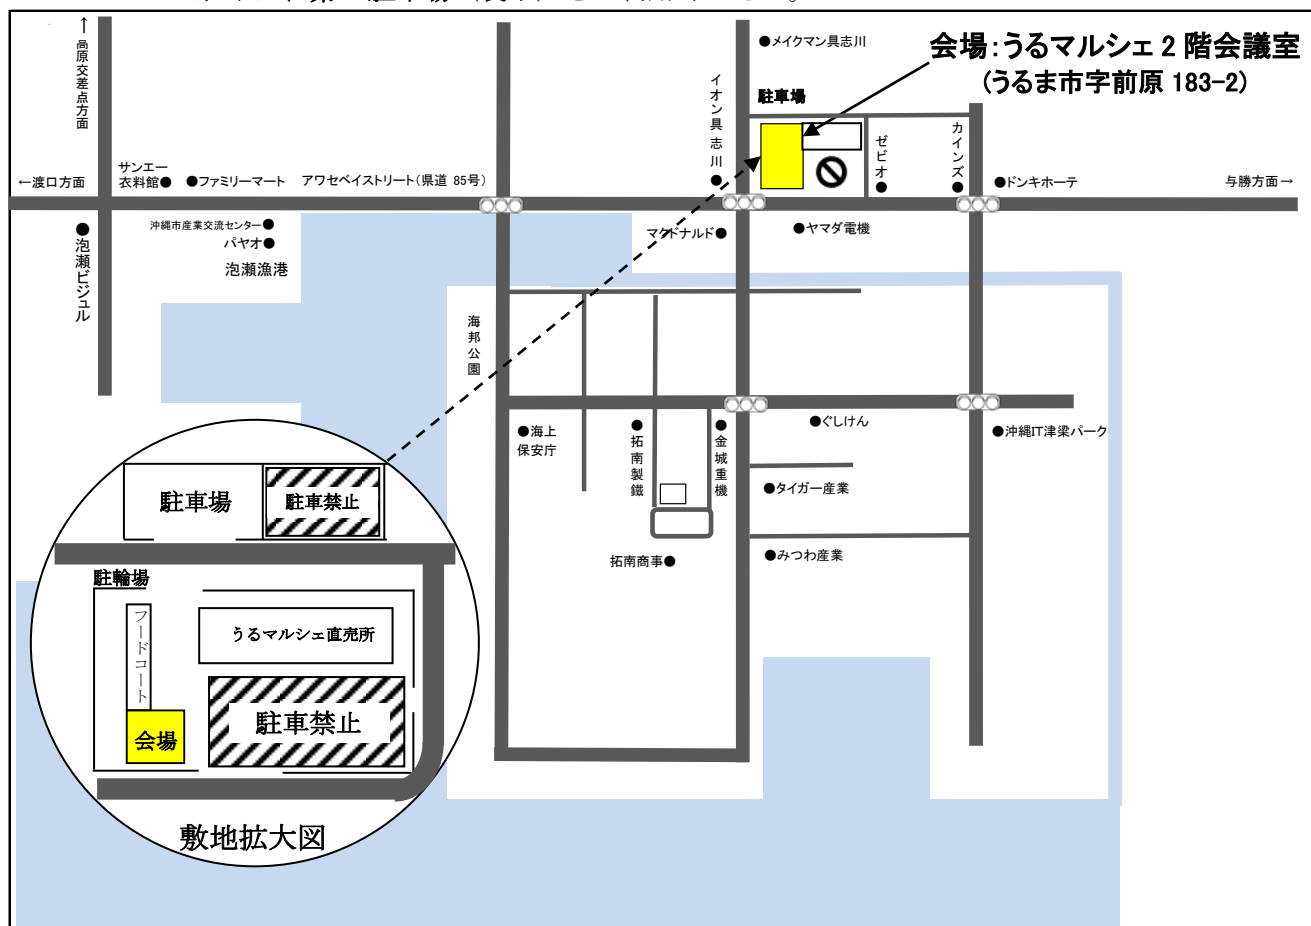 ↑高原交差点方面
●メイクマン具志川
会場：うるマルシェ 2 階会議室
（うるま市字前原 183-2）
駐車場
イオン具志川●
ゼビオ●
カインズ●
サンエー
衣料館●
●ファミリーマート
アワセベイストリート（県道 85号）
←渡口方面
●ドンキホーテ
与勝方面→
沖縄市産業交流センター●
パヤオ●
泡瀬漁港
●泡瀬ビジュル
マクドナルド●
●ヤマダ電機
海邦公園
●海上
保安庁
●拓南製鐵
●金城重機
●ぐしけん
●沖縄IT津梁パーク
●タイガー産業
拓南商事●
●みつわ産業
駐車場
駐車禁止
駐輪場
フードコート
うるマルシェ直売所
駐車禁止
会場
敷地拡大図